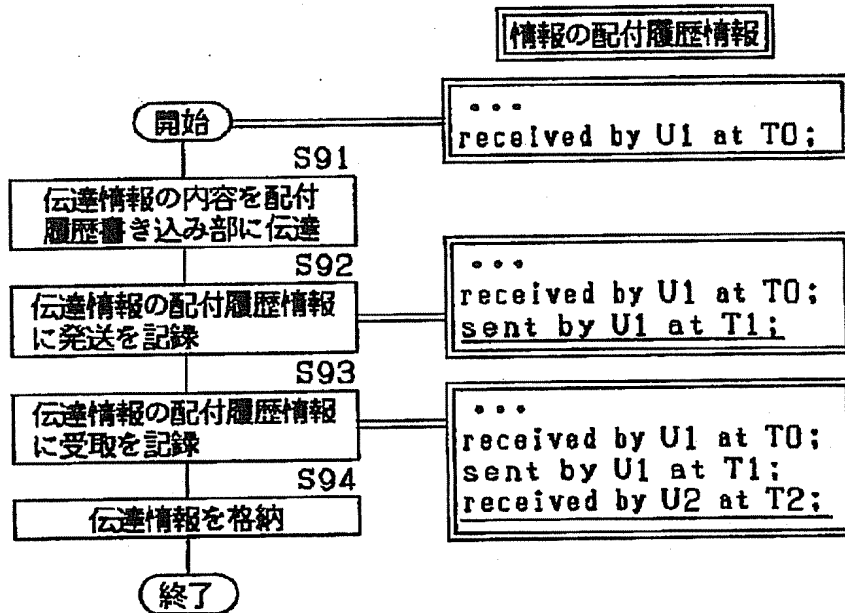 情報の配付履歴情報
開始
・・・
received by U1 at T0;
S91
伝達情報の内容を配付
履歴書き込み部に伝達
S92
伝達情報の配付履歴情報
に発送を記録
・・・
received by U1 at T0;
sent by U1 at T1;
S93
伝達情報の配付履歴情報
に受取を記録
・・・
received by U1 at T0;
sent by U1 at T1;
received by U2 at T2;
S94
伝達情報を格納
終了